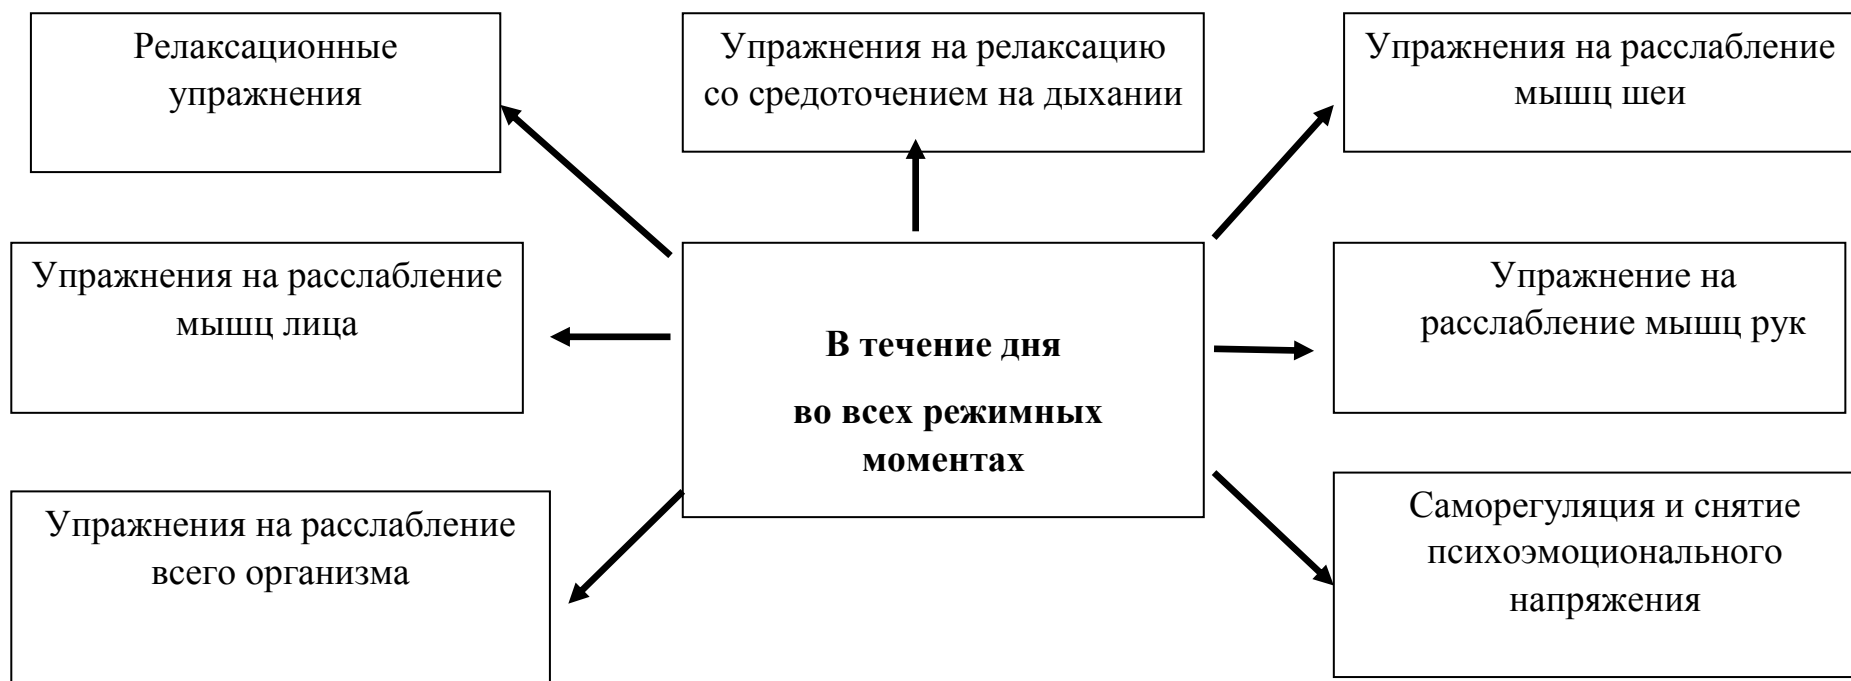 Релаксационные
упражнения
Упражнения на релаксацию
со средоточением на дыхании
Упражнения на расслабление
мышц шеи
Упражнения на расслабление
мышц лица
В течение дня
во всех режимных
моментах
Упражнение на
расслабление мышц рук
Упражнения на расслабление
всего организма
Саморегуляция и снятие
психоэмоционального
напряжения